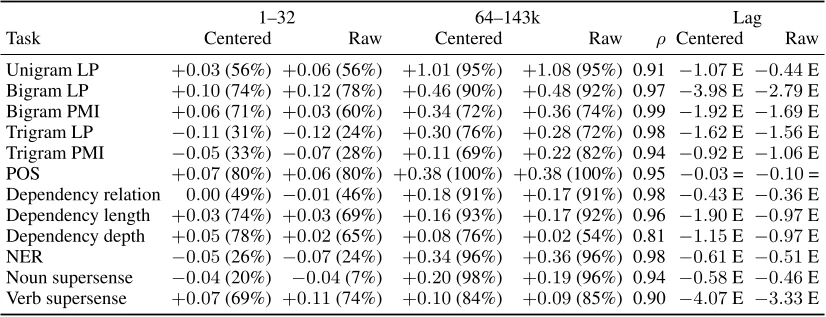 1–32 64–143k Lag
Task Centered Raw Centered Raw ρ Centered Raw
Unigram LP +0.03 (56%) +0.06 (56%) +1.01 (95%) +1.08 (95%) 0.91 −1.07 E −0.44 E
Bigram LP +0.10 (74%) +0.12 (78%) +0.46 (90%) +0.48 (92%) 0.97 −3.98 E −2.79 E
Bigram PMI +0.06 (71%) +0.03 (60%) +0.34 (72%) +0.36 (74%) 0.99 −1.92 E −1.69 E
Trigram LP −0.11 (31%) −0.12 (24%) +0.30 (76%) +0.28 (72%) 0.98 −1.62 E −1.56 E
Trigram PMI −0.05 (33%) −0.07 (28%) +0.11 (69%) +0.22 (82%) 0.94 −0.92 E −1.06 E
POS +0.07 (80%) +0.06 (80%) +0.38 (100%) +0.38 (100%) 0.95 −0.03 = −0.10 =
Dependency relation 0.00 (49%) −0.01 (46%) +0.18 (91%) +0.17 (91%) 0.98 −0.43 E −0.36 E
Dependency length +0.03 (74%) +0.03 (69%) +0.16 (93%) +0.17 (92%) 0.96 −1.90 E −0.97 E
Dependency depth +0.05 (78%) +0.02 (65%) +0.08 (76%) +0.02 (54%) 0.81 −1.15 E −0.97 E
NER −0.05 (26%) −0.07 (24%) +0.34 (96%) +0.36 (96%) 0.98 −0.61 E −0.51 E
Noun supersense −0.04 (20%) −0.04 (7%) +0.20 (98%) +0.19 (96%) 0.94 −0.58 E −0.46 E
Verb supersense +0.07 (69%) +0.11 (74%) +0.10 (84%) +0.09 (85%) 0.90 −4.07 E −3.33 E